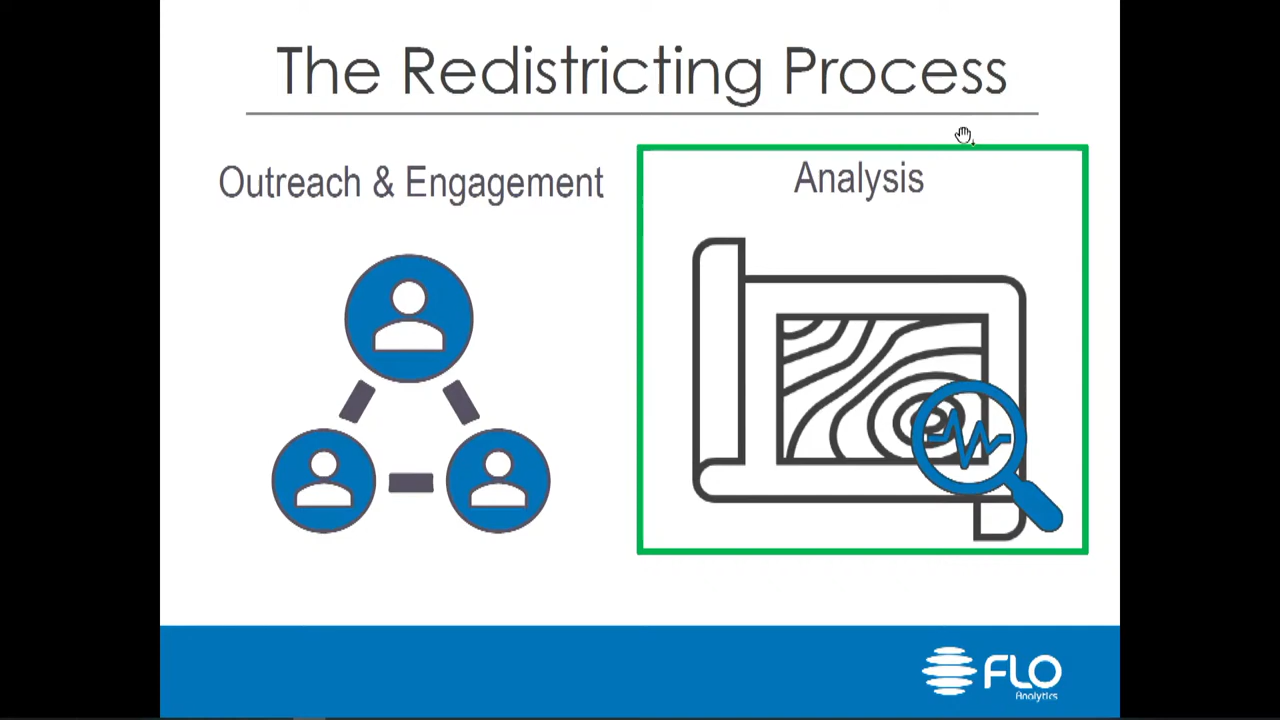 The Redistricting Process
Outreach & Engagement
Analysis
FLO
Analytics